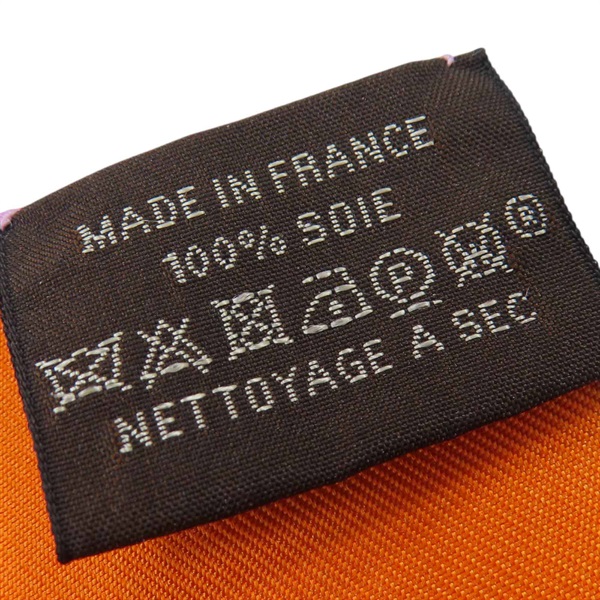 MADE IN FRANCE
100% SOIE
P W ®
NETTOYAGE A SEC